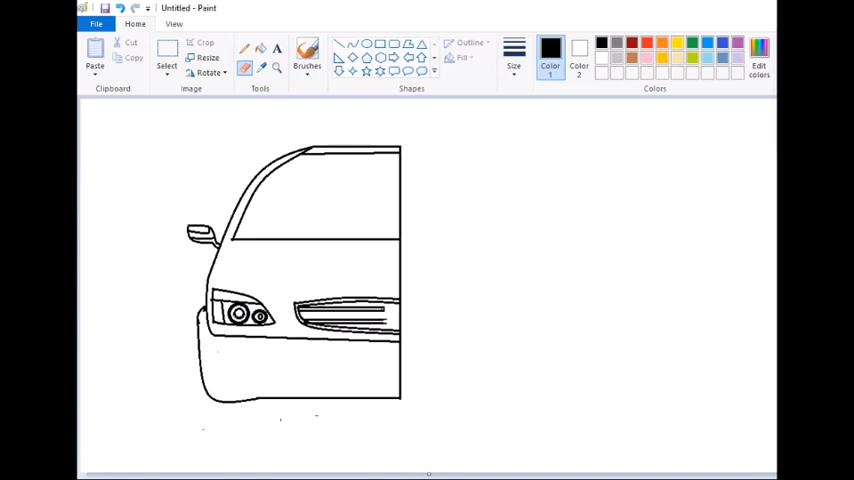 Untitled - Paint
File Home View
Paste
Cut
Copy
Clipboard
Select
Crop
Resize
Rotate
Image
A
Tools
Brushes
Outline
Fill
Shapes
Size
Color
1
Color
2
Edit
colors
Colors